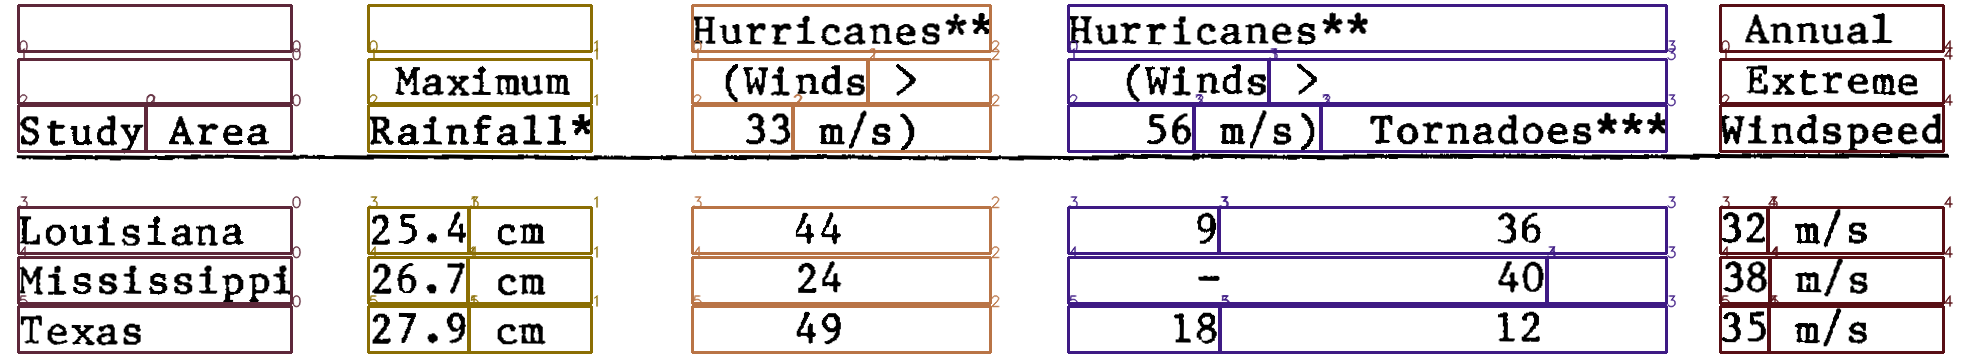 Hurricanes** Hurricanes** Annual
Maximum (Winds > (Winds > Extreme
Study Area Rainfall* 33 m/s) 56 m/s) Tornadoes*** Windspeed
Louisiana 25.4 cm 44 9 36 32 m/s
Mississippi 26.7 cm 24 - 40 38 m/s
Texas 27.9 cm 49 18 12 35 m/s